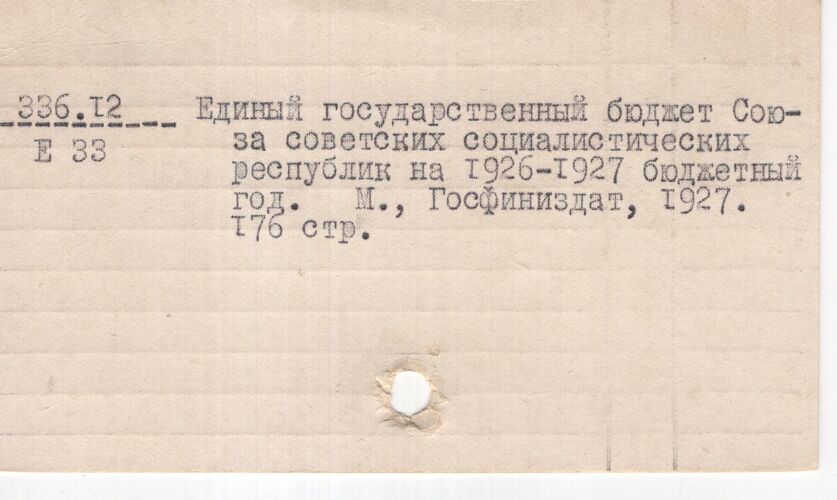 336.12 Единый государственный бюджет Сою-
Е 33 за советских социалистических
республик на 1926-1927 бюджетный
год. М., Госфиниздат, 1927.
176 стр.